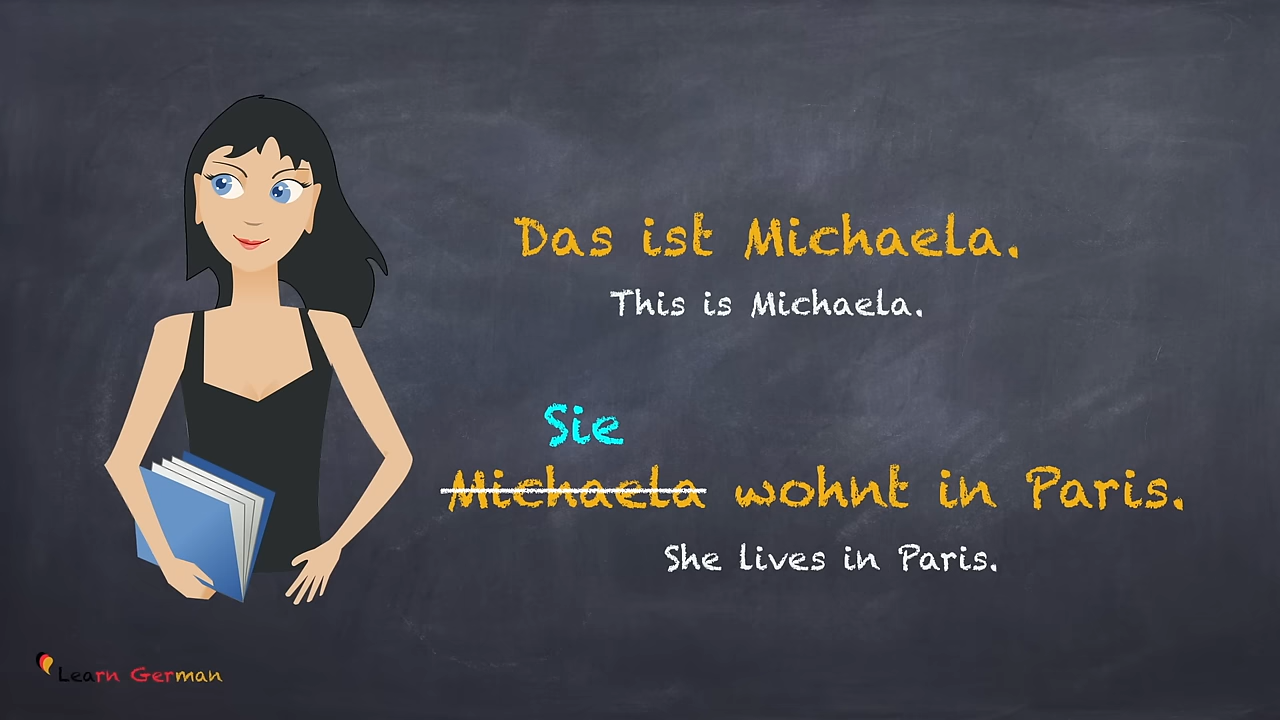 Das ist Michaela.
This is Michaela.
Sie
Michaela wohnt in Paris.
She lives in Paris.
Learn German